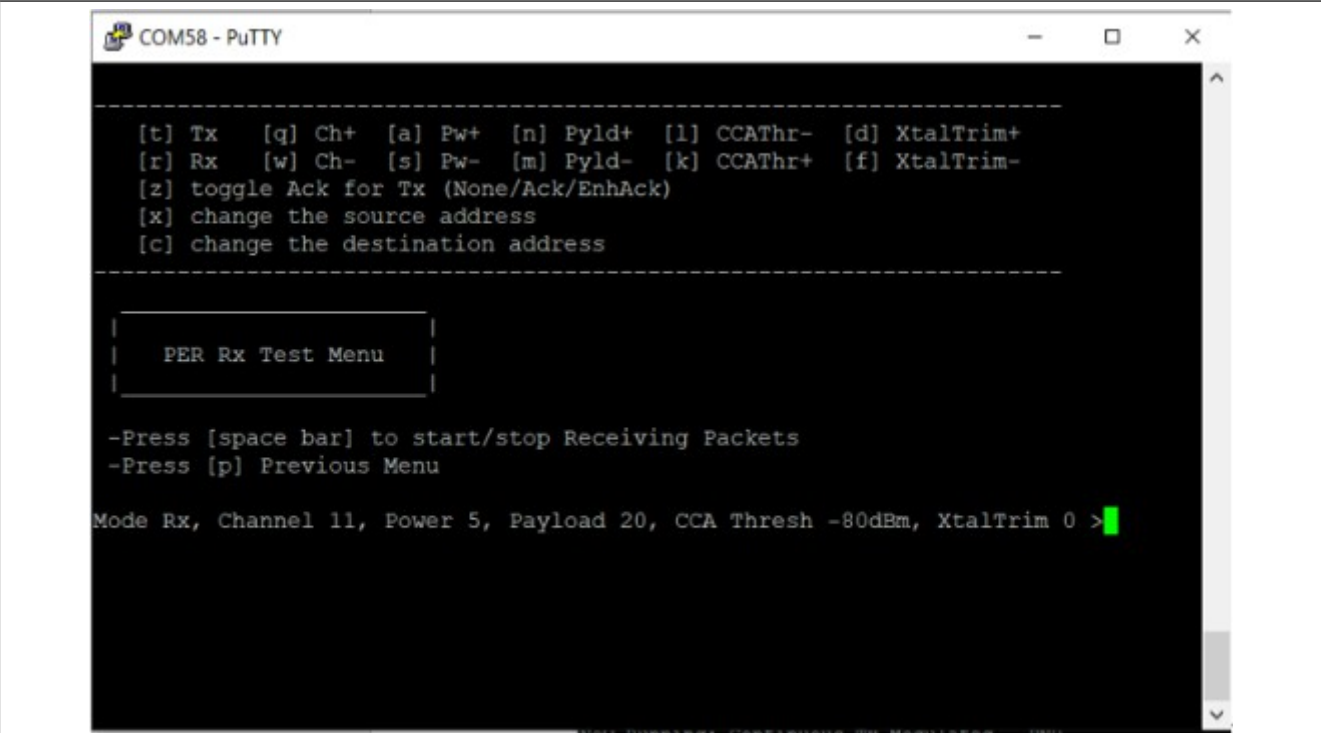 COM58 - PuTTY
[t] Tx [q] Ch+ [a] Pw+ [n] Pyld+ [l] CCAThr- [d] XtalTrim+
[r] Rx [w] Ch- [s] Pw- [m] Pyld- [k] CCAThr+ [f] XtalTrim-
[z] toggle Ack for Tx (None/Ack/EnhAck)
[x] change the source address
[c] change the destination address
PER Rx Test Menu
-Press [space bar] to start/stop Receiving Packets
-Press [p] Previous Menu
Mode Rx, Channel 11, Power 5, Payload 20, CCA Thresh -80dBm, XtalTrim 0 >